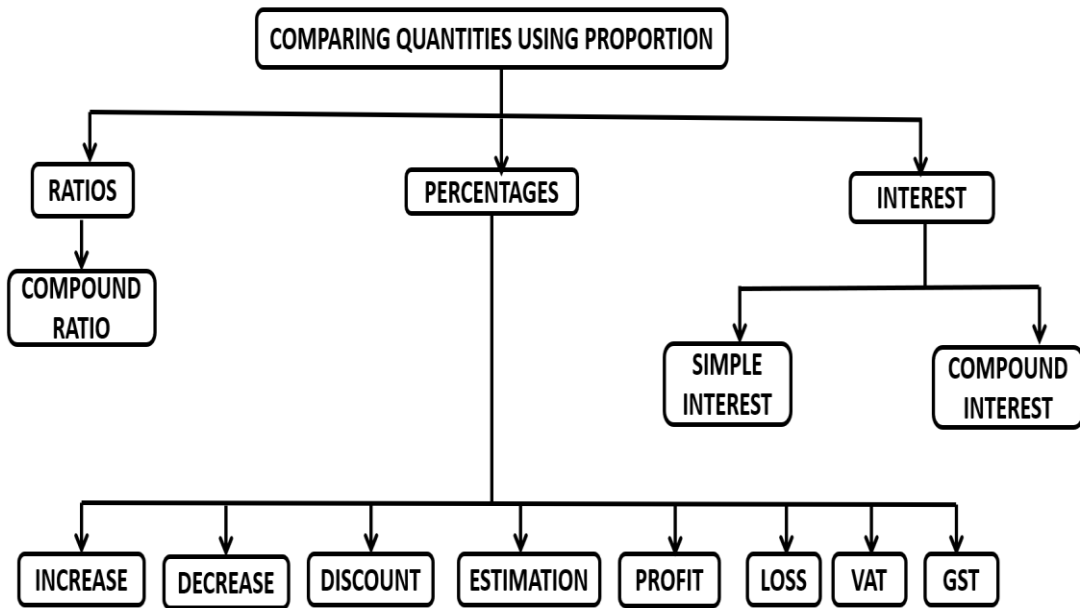 COMPARING QUANTITIES USING PROPORTION
RATIOS
PERCENTAGES
INTEREST
COMPOUND
RATIO
SIMPLE
INTEREST
COMPOUND
INTEREST
INCREASE
DECREASE
DISCOUNT
ESTIMATION
PROFIT
LOSS
VAT
GST